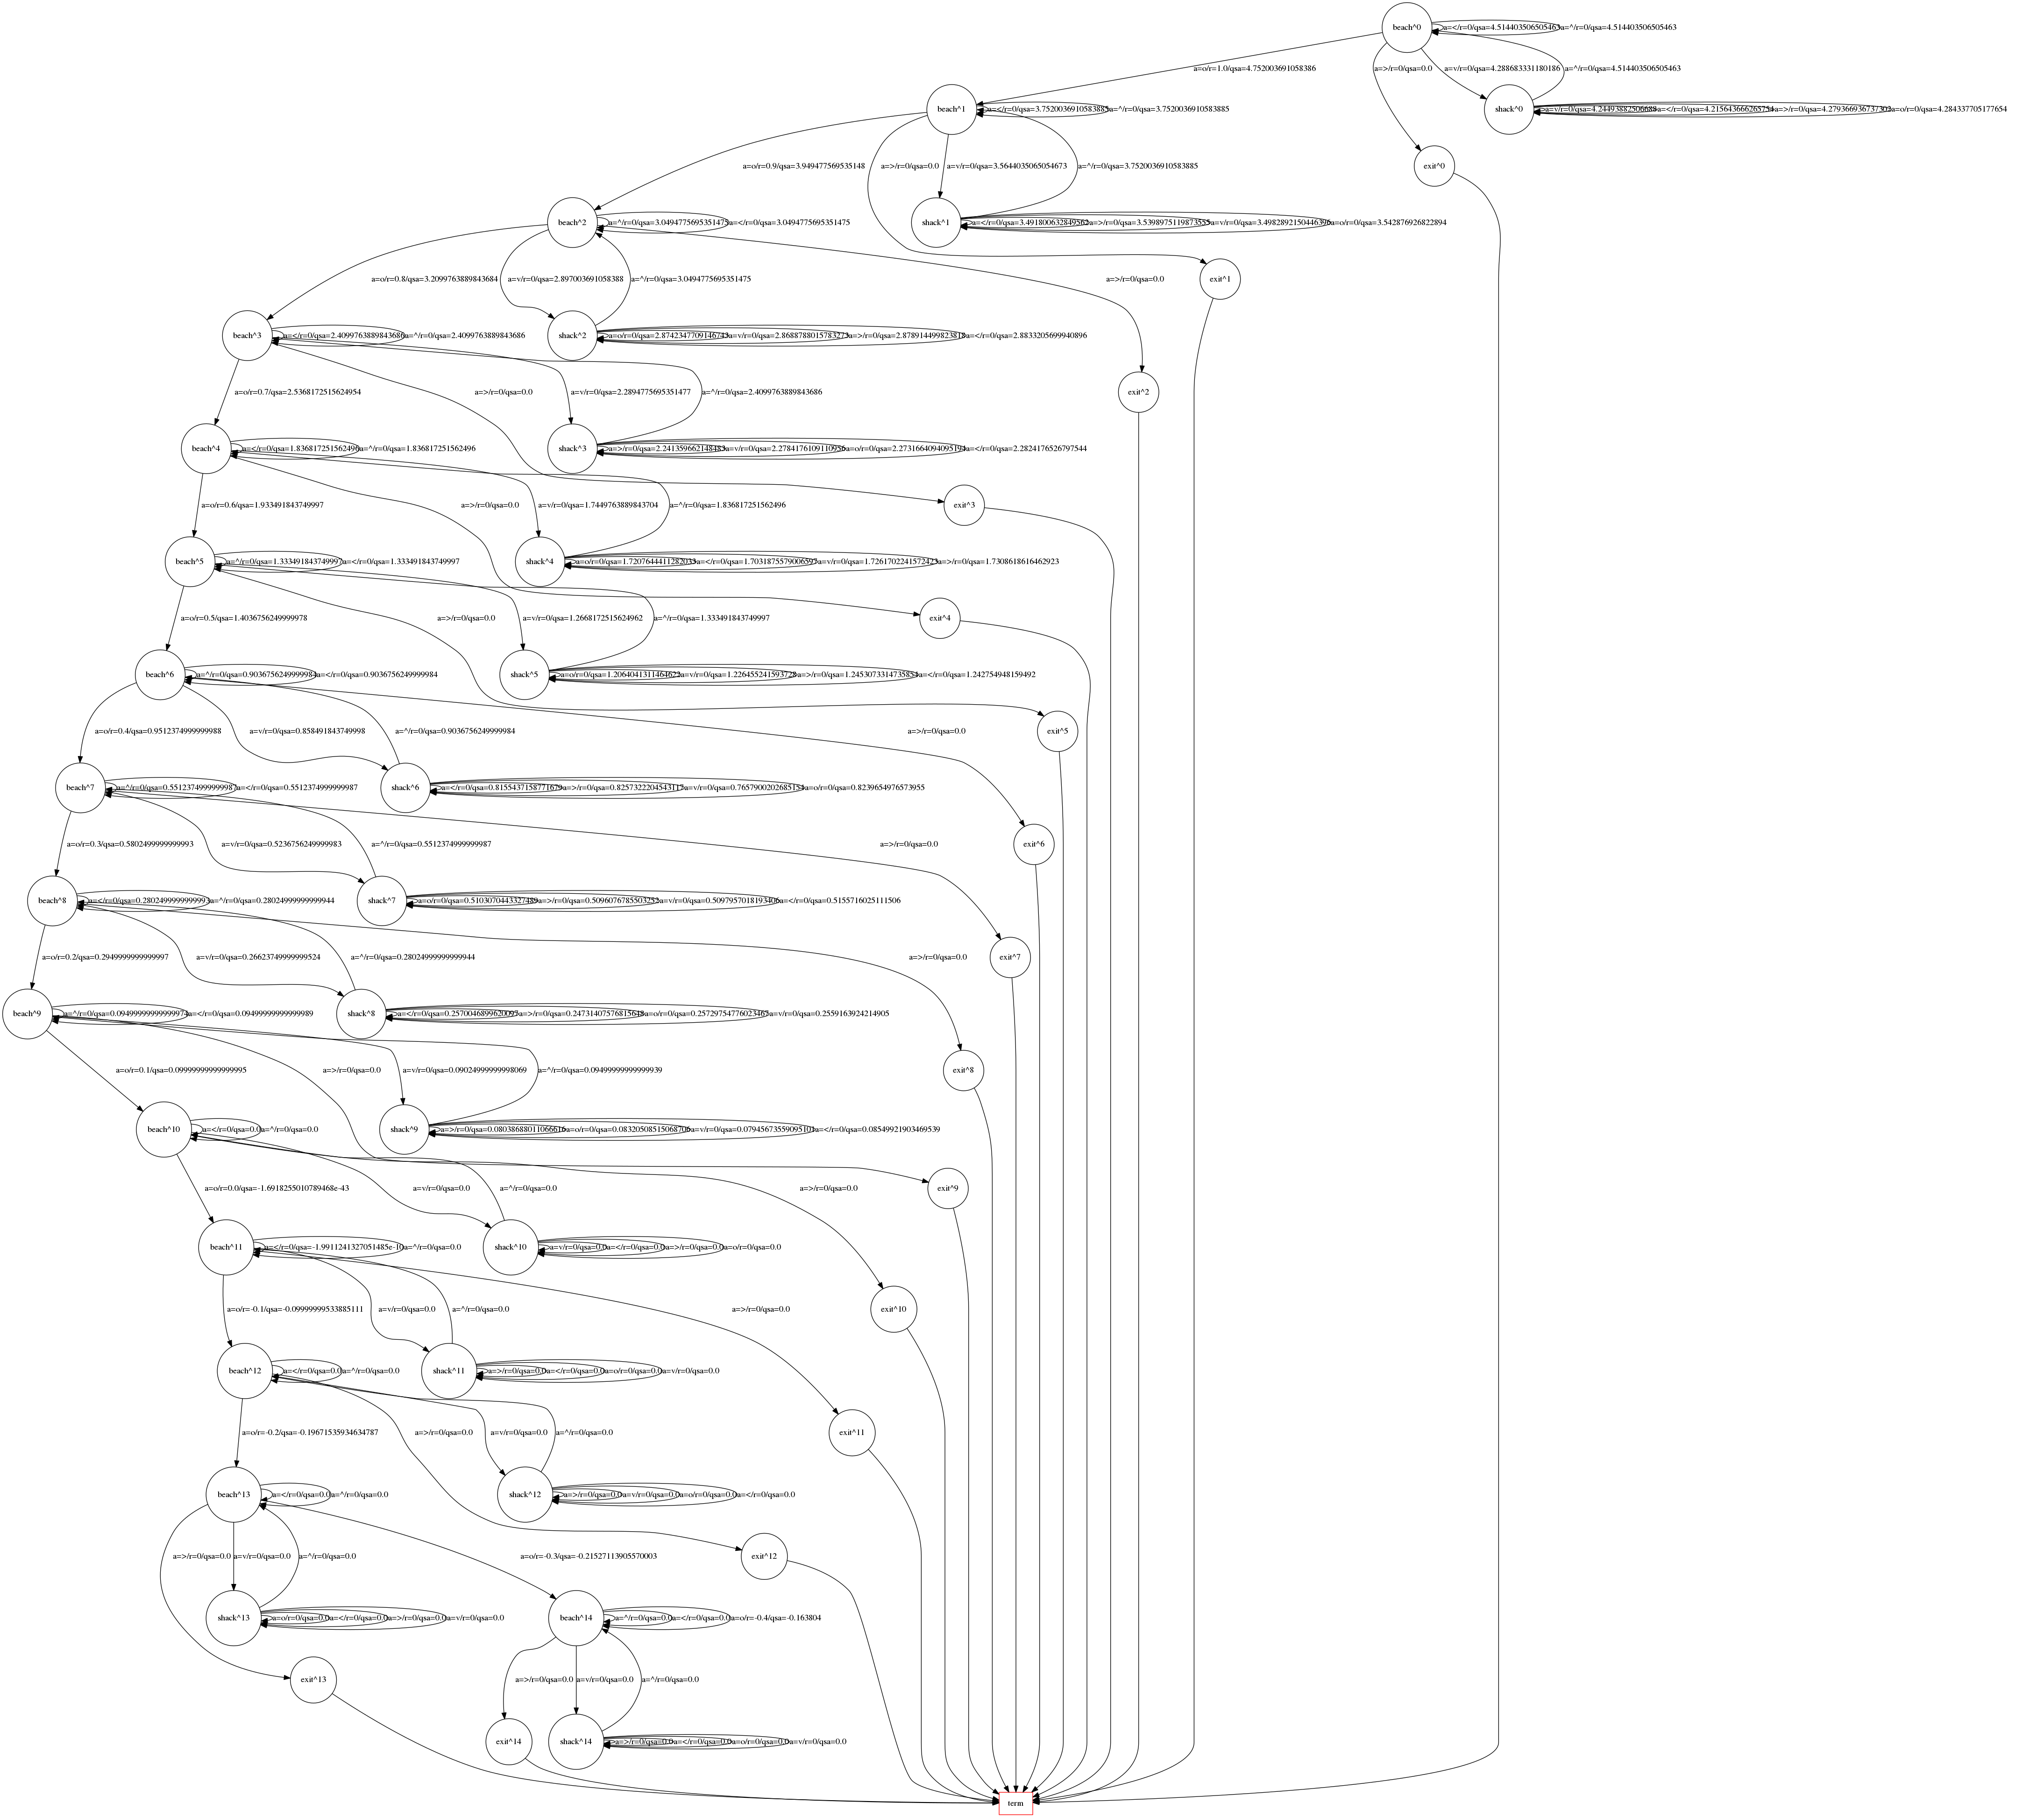 beach^0
a=</r=0/qsa=4.514403506505463
a=^/r=0/qsa=4.514403506505463
a=o/r=1.0/qsa=4.752003691058386
a=>/r=0/qsa=0.0
a=v/r=0/qsa=4.288683331180186
a=^/r=0/qsa=4.514403506505463
beach^1
a=</r=0/qsa=3.7520036910583885
a=^/r=0/qsa=3.7520036910583885
shack^0
a=v/r=0/qsa=4.24493882506688
a=</r=0/qsa=4.215643666265754
a=>/r=0/qsa=4.279366936737302
a=o/r=0/qsa=4.284337705177654
a=o/r=0.9/qsa=3.949477569535148
a=>/r=0/qsa=0.0
a=v/r=0/qsa=3.5644035065054673
a=^/r=0/qsa=3.7520036910583885
exit^0
beach^2
a=^/r=0/qsa=3.0494775695351475
a=</r=0/qsa=3.0494775695351475
shack^1
a=</r=0/qsa=3.491800632849562
a=>/r=0/qsa=3.5398975119873555
a=v/r=0/qsa=3.4982892150446396
a=o/r=0/qsa=3.542876926822894
a=o/r=0.8/qsa=3.2099763889843684
a=v/r=0/qsa=2.897003691058388
a=^/r=0/qsa=3.0494775695351475
a=>/r=0/qsa=0.0
exit^1
beach^3
a=</r=0/qsa=2.4099763889843686
a=^/r=0/qsa=2.4099763889843686
shack^2
a=o/r=0/qsa=2.8742347709146743
a=v/r=0/qsa=2.8688788015783273
a=>/r=0/qsa=2.878914499823818
a=</r=0/qsa=2.8833205699940896
a=o/r=0.7/qsa=2.5368172515624954
a=>/r=0/qsa=0.0
a=v/r=0/qsa=2.2894775695351477
a=^/r=0/qsa=2.4099763889843686
exit^2
beach^4
a=</r=0/qsa=1.836817251562496
a=^/r=0/qsa=1.836817251562496
shack^3
a=>/r=0/qsa=2.241359662148483
a=v/r=0/qsa=2.2784176109110956
a=o/r=0/qsa=2.2731664094095194
a=</r=0/qsa=2.2824176526797544
a=o/r=0.6/qsa=1.933491843749997
a=>/r=0/qsa=0.0
a=v/r=0/qsa=1.7449763889843704
a=^/r=0/qsa=1.836817251562496
exit^3
beach^5
a=^/r=0/qsa=1.333491843749997
a=</r=0/qsa=1.333491843749997
shack^4
a=o/r=0/qsa=1.7207644411282033
a=</r=0/qsa=1.7031875579006597
a=v/r=0/qsa=1.7261702241572423
a=>/r=0/qsa=1.7308618616462923
a=o/r=0.5/qsa=1.4036756249999978
a=>/r=0/qsa=0.0
a=v/r=0/qsa=1.2668172515624962
a=^/r=0/qsa=1.333491843749997
exit^4
beach^6
a=^/r=0/qsa=0.9036756249999984
a=</r=0/qsa=0.9036756249999984
shack^5
a=o/r=0/qsa=1.2064041311464622
a=v/r=0/qsa=1.226455241593728
a=>/r=0/qsa=1.2453073314735854
a=</r=0/qsa=1.242754948159492
a=o/r=0.4/qsa=0.9512374999999988
a=v/r=0/qsa=0.858491843749998
a=^/r=0/qsa=0.9036756249999984
a=>/r=0/qsa=0.0
exit^5
beach^7
a=^/r=0/qsa=0.5512374999999987
a=</r=0/qsa=0.5512374999999987
shack^6
a=</r=0/qsa=0.8155437158771679
a=>/r=0/qsa=0.8257322204543117
a=v/r=0/qsa=0.7657900202685154
a=o/r=0/qsa=0.8239654976573955
a=o/r=0.3/qsa=0.5802499999999993
a=v/r=0/qsa=0.5236756249999983
a=^/r=0/qsa=0.5512374999999987
a=>/r=0/qsa=0.0
exit^6
beach^8
a=</r=0/qsa=0.2802499999999993
a=^/r=0/qsa=0.28024999999999944
shack^7
a=o/r=0/qsa=0.5103070443327489
a=>/r=0/qsa=0.5096076785503252
a=v/r=0/qsa=0.5097957018193406
a=</r=0/qsa=0.5155716025111506
a=o/r=0.2/qsa=0.2949999999999997
a=v/r=0/qsa=0.26623749999999524
a=^/r=0/qsa=0.28024999999999944
a=>/r=0/qsa=0.0
exit^7
beach^9
a=^/r=0/qsa=0.09499999999999974
a=</r=0/qsa=0.09499999999999989
shack^8
a=</r=0/qsa=0.2570046899620095
a=>/r=0/qsa=0.24731407576815648
a=o/r=0/qsa=0.25729754776023467
a=v/r=0/qsa=0.2559163924214905
a=o/r=0.1/qsa=0.09999999999999995
a=>/r=0/qsa=0.0
a=v/r=0/qsa=0.09024999999998069
a=^/r=0/qsa=0.09499999999999939
exit^8
beach^10
a=</r=0/qsa=0.0
a=^/r=0/qsa=0.0
shack^9
a=>/r=0/qsa=0.08038688011066616
a=o/r=0/qsa=0.08320508515068706
a=v/r=0/qsa=0.07945673559095101
a=</r=0/qsa=0.08549921903469539
a=o/r=0.0/qsa=-1.6918255010789468e-43
a=v/r=0/qsa=0.0
a=^/r=0/qsa=0.0
a=>/r=0/qsa=0.0
exit^9
beach^11
a=</r=0/qsa=-1.9911241327051485e-10
a=^/r=0/qsa=0.0
shack^10
a=v/r=0/qsa=0.0
a=</r=0/qsa=0.0
a=>/r=0/qsa=0.0
a=o/r=0/qsa=0.0
a=o/r=-0.1/qsa=-0.09999999533885111
a=v/r=0/qsa=0.0
a=^/r=0/qsa=0.0
a=>/r=0/qsa=0.0
exit^10
beach^12
a=</r=0/qsa=0.0
a=^/r=0/qsa=0.0
shack^11
a=>/r=0/qsa=0.0
a=</r=0/qsa=0.0
a=o/r=0/qsa=0.0
a=v/r=0/qsa=0.0
a=o/r=-0.2/qsa=-0.19671535934634787
a=>/r=0/qsa=0.0
a=v/r=0/qsa=0.0
a=^/r=0/qsa=0.0
exit^11
beach^13
a=</r=0/qsa=0.0
a=^/r=0/qsa=0.0
shack^12
a=>/r=0/qsa=0.0
a=v/r=0/qsa=0.0
a=o/r=0/qsa=0.0
a=</r=0/qsa=0.0
a=>/r=0/qsa=0.0
a=v/r=0/qsa=0.0
a=^/r=0/qsa=0.0
a=o/r=-0.3/qsa=-0.21527113905570003
exit^12
shack^13
a=o/r=0/qsa=0.0
a=</r=0/qsa=0.0
a=>/r=0/qsa=0.0
a=v/r=0/qsa=0.0
beach^14
a=^/r=0/qsa=0.0
a=</r=0/qsa=0.0
a=o/r=-0.4/qsa=-0.163804
exit^13
a=>/r=0/qsa=0.0
a=v/r=0/qsa=0.0
a=^/r=0/qsa=0.0
exit^14
shack^14
a=>/r=0/qsa=0.0
a=</r=0/qsa=0.0
a=o/r=0/qsa=0.0
a=v/r=0/qsa=0.0
term